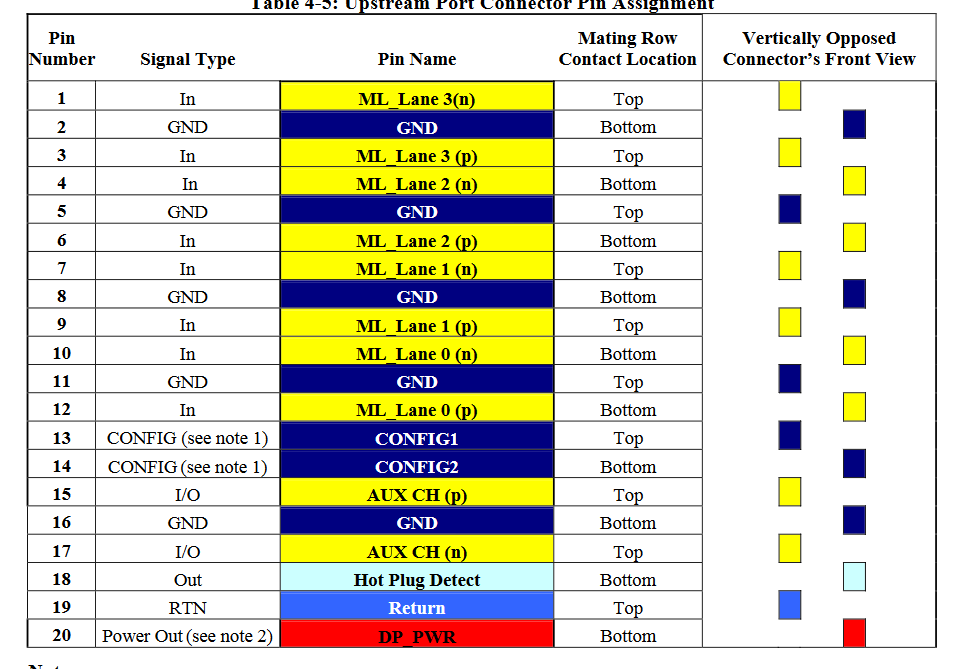 Table 4-5: Upstream Port Connector Pin Assignment
Pin Number Signal Type Pin Name Mating Row Contact Location Vertically Opposed Connector's Front View
1 In ML_Lane 3(n) Top
2 GND GND Bottom
3 In ML_Lane 3 (p) Top
4 In ML_Lane 2 (n) Bottom
5 GND GND Top
6 In ML_Lane 2 (p) Bottom
7 In ML_Lane 1 (n) Top
8 GND GND Bottom
9 In ML_Lane 1 (p) Top
10 In ML_Lane 0 (n) Bottom
11 GND GND Top
12 In ML_Lane 0 (p) Bottom
13 CONFIG (see note 1) CONFIG1 Top
14 CONFIG (see note 1) CONFIG2 Bottom
15 I/O AUX CH (p) Top
16 GND GND Bottom
17 I/O AUX CH (n) Top
18 Out Hot Plug Detect Bottom
19 RTN Return Top
20 Power Out (see note 2) DP_PWR Bottom